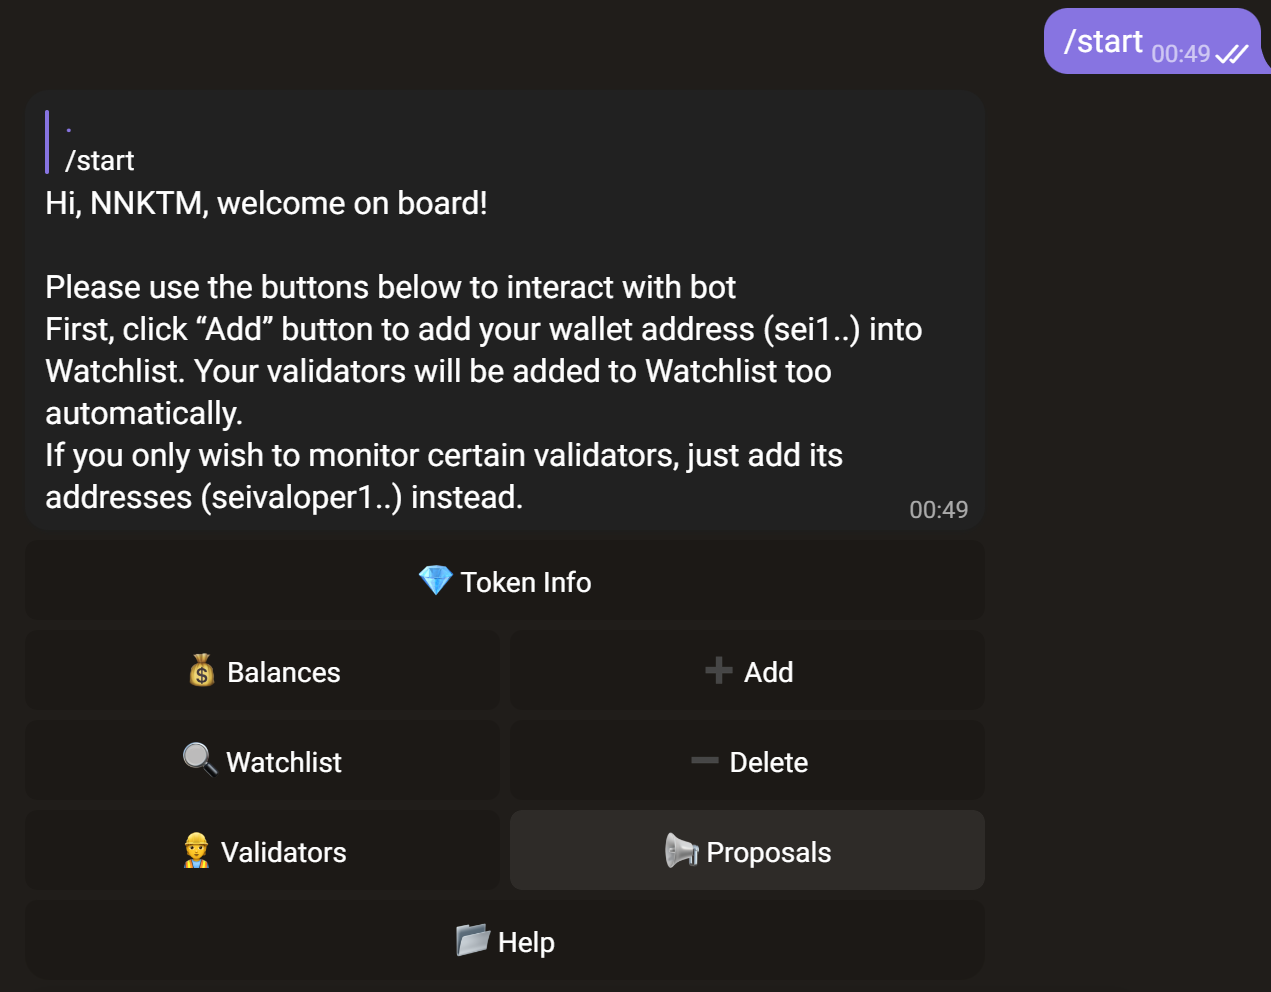 /start
00:49
.
/start
Hi, NNKTM, welcome on board!
Please use the buttons below to interact with bot
First, click “Add” button to add your wallet address (sei1..) into
Watchlist. Your validators will be added to Watchlist too
automatically.
If you only wish to monitor certain validators, just add its
addresses (seivaloper1..) instead.
00:49
💎 Token Info
💰 Balances
➕ Add
🔍 Watchlist
➖ Delete
👷 Validators
📢 Proposals
📂 Help